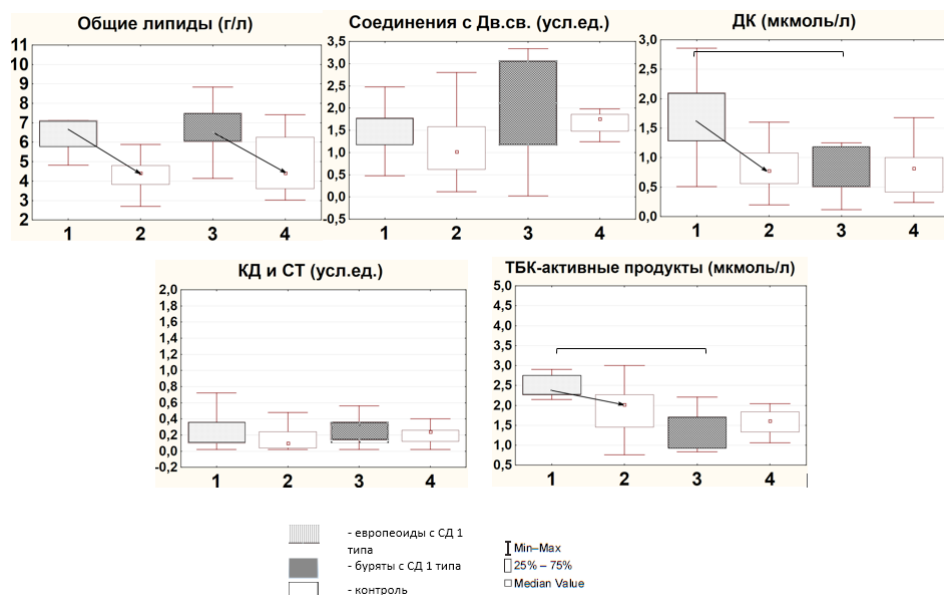 Общие липиды (г/л)
11
10
9
8
7
6
5
4
3
2
1 2 3 4
Соединения с Дв.св. (усл.ед.)
3,5
3,0
2,5
2,0
1,5
1,0
0,5
0,0
-0,5
1 2 3 4
ДК (мкмоль/л)
3,0
2,5
2,0
1,5
1,0
0,5
0,0
1 2 3 4
КД и СТ (усл.ед.)
2,0
1,8
1,6
1,4
1,2
1,0
0,8
0,6
0,4
0,2
0,0
-0,2
1 2 3 4
ТБК-активные продукты (мкмоль/л)
5,0
4,5
4,0
3,5
3,0
2,5
2,0
1,5
1,0
0,5
1 2 3 4
- европеоиды с СД 1
типа
- буряты с СД 1 типа
- контроль
Min–Max
25% – 75%
Median Value